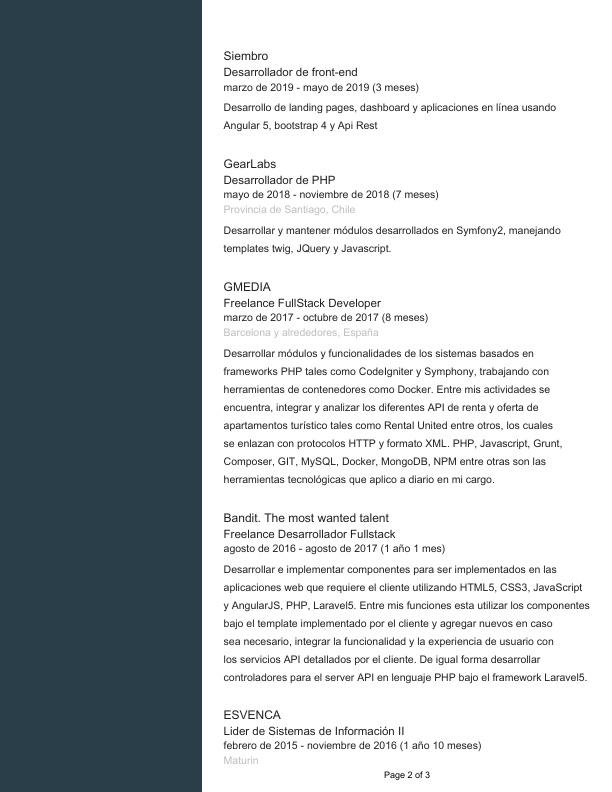 Siembro
Desarrollador de front-end
marzo de 2019 - mayo de 2019 (3 meses)
Desarrollo de landing pages, dashboard y aplicaciones en línea usando
Angular 5, bootstrap 4 y Api Rest
GearLabs
Desarrollador de PHP
mayo de 2018 - noviembre de 2018 (7 meses)
Provincia de Santiago, Chile
Desarrollar y mantener módulos desarrollados en Symfony2, manejando
templates twig, JQuery y Javascript.
GMEDIA
Freelance FullStack Developer
marzo de 2017 - octubre de 2017 (8 meses)
Barcelona y alrededores, España
Desarrollar módulos y funcionalidades de los sistemas basados en
frameworks PHP tales como CodeIgniter y Symphony, trabajando con
herramientas de contenedores como Docker. Entre mis actividades se
encuentra, integrar y analizar los diferentes API de renta y oferta de
apartamentos turístico tales como Rental United entre otros, los cuales
se enlazan con protocolos HTTP y formato XML. PHP, Javascript, Grunt,
Composer, GIT, MySQL, Docker, MongoDB, NPM entre otras son las
herramientas tecnológicas que aplico a diario en mi cargo.
Bandit. The most wanted talent
Freelance Desarrollador Fullstack
agosto de 2016 - agosto de 2017 (1 año 1 mes)
Desarrollar e implementar componentes para ser implementados en las
aplicaciones web que requiere el cliente utilizando HTML5, CSS3, JavaScript
y AngularJS, PHP, Laravel5. Entre mis funciones esta utilizar los componentes
bajo el template implementado por el cliente y agregar nuevos en caso
sea necesario, integrar la funcionalidad y la experiencia de usuario con
los servicios API detallados por el cliente. De igual forma desarrollar
controladores para el server API en lenguaje PHP bajo el framework Laravel5.
ESVENCA
Lider de Sistemas de Información II
febrero de 2015 - noviembre de 2016 (1 año 10 meses)
Maturin
Page 2 of 3